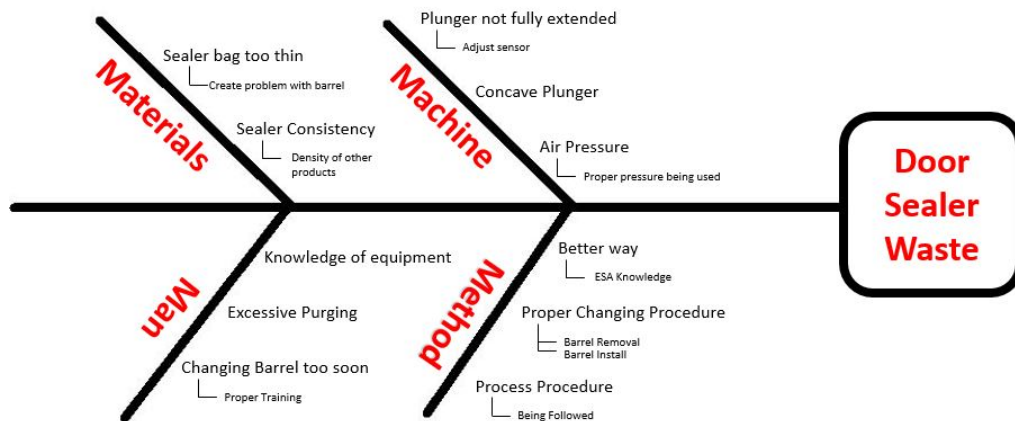 Plunger not fully extended
Adjust sensor
Sealer bag too thin
Create problem with barrel
Materials
Machine
Concave Plunger
Sealer Consistency
Density of other
products
Air Pressure
Proper pressure being used
Door
Sealer
Waste
Better way
ESA Knowledge
Knowledge of equipment
Man
Method
Excessive Purging
Proper Changing Procedure
Barrel Removal
Barrel Install
Changing Barrel too soon
Proper Training
Process Procedure
Being Followed